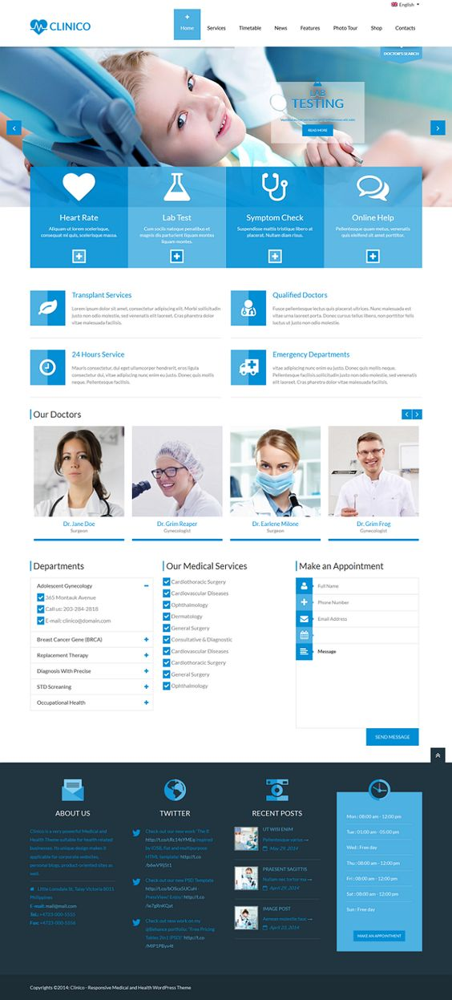 English
CLINICO
Home
Services
Timetable
News
Features
Photo Tour
Shop
Contacts
DOCTOR'S SEARCH
LAB
TESTING
READ MORE
Heart Rate
Aliquam ut lorem scelerisque,
consequat mi quis, scelerisque massa.
Lab Test
Cum sociis natoque penatibus et
magnis dis parturient liquam montes
liquam montes.
Symptom Check
Suspendisse mattis tristique libero at
placerat. Nullam diam risus.
Online Help
Pellentesque quam metus, venenatis
quis eleifend sit amet porttitor.
Transplant Services
Lorem ipsum dolor sit amet, consectetur adipiscing elit. Morbi sollicitudin
justo non odio molestie, sed venenatis elit laoreet. Cras pharetra dolor
vitae malesuada facilisis.
Qualified Doctors
Fusce pellentesque lectus quis placerat ultrices. Nunc malesuada est
vitae urna laoreet porta. Donec cursus tellus libero, non porttitor felis
luctus ut Justo non odio molestie.
24 Hours Service
Mauris consectetur, dui eget ullamcorper hendrerit, eros ligula
consectetur dui, vitae adipiscing nunc enim eu justo. Donec quis mollis
neque. Pellentesque facilisis.
Emergency Departments
vitae adipiscing nunc enim eu justo. Donec quis mollis neque.
Pellentesque facilisis.sollicitudin justo non odio molestie, sed venenatis
elit laoreet. Cras pharetra dolor vitae malesuada facilisis.
Our Doctors
Dr. Jane Doe
Surgeon
Dr. Grim Reaper
Gynecologist
Dr. Earlene Milone
Surgeon
Dr. Grim Frog
Gynecologist
Departments
Adolescent Gynecology
365 Montauk Avenue
Call us: 203-284-2818
E-mail: clinico@domain.com
Breast Cancer Gene (BRCA)
Replacement Therapy
Diagnosis With Precise
STD Screaning
Occupational Health
Our Medical Services
Cardiothoracic Surgery
Cardiovascular Diseases
Ophthalmology
Dermatology
General Surgery
Consultative & Diagnostic
Cardiovascular Diseases
Cardiothoracic Surgery
General Surgery
Ophthalmology
Make an Appointment
Full Name
Phone Number
Email Address
Message
SEND MESSAGE
ABOUT US
Clinico is a very powerful Medical and
Health Theme suitable for health related
businesses. Its unique design makes it
applicable for corporate websites,
personal blogs, product-oriented sites as
well.
Little Lonsdale St, Talay Victoria 8011
Philippines
E-mail: mail@mail.com
Tel.: +4723-000-5555
Fax: +4723-000-5556
TWITTER
Check out our new work 'The 8'
inspired
by iOS8, flat and multipurpose
HTML template!
Check out our new PSD Template
PressView! Enjoy!
Check out new work on my
@Behance portfolio: "Free Pricing
Tables 2in1 (PSD)"
RECENT POSTS
UT WISI ENIM
Pellentesque varius →
May 29, 2014
PRAESENT SAGITTIS
Nullam nec tortor ma →
April 29, 2014
IMAGE POST
Aenean molestie fauc →
April 23, 2014
Mon : 08:00 am - 12:00 pm
Tue : 01:00 am - 05:00 pm
Wed : Free day
Thu : 08:00 am - 12:00 pm
Fri : 08:00 am - 12:00 pm
Sat : 08:00 am - 12:00 pm
Sun : Free day
MAKE AN APPOINTMENT
Copyrights ©2014: Clinico - Responsive Medical and Health WordPress Theme